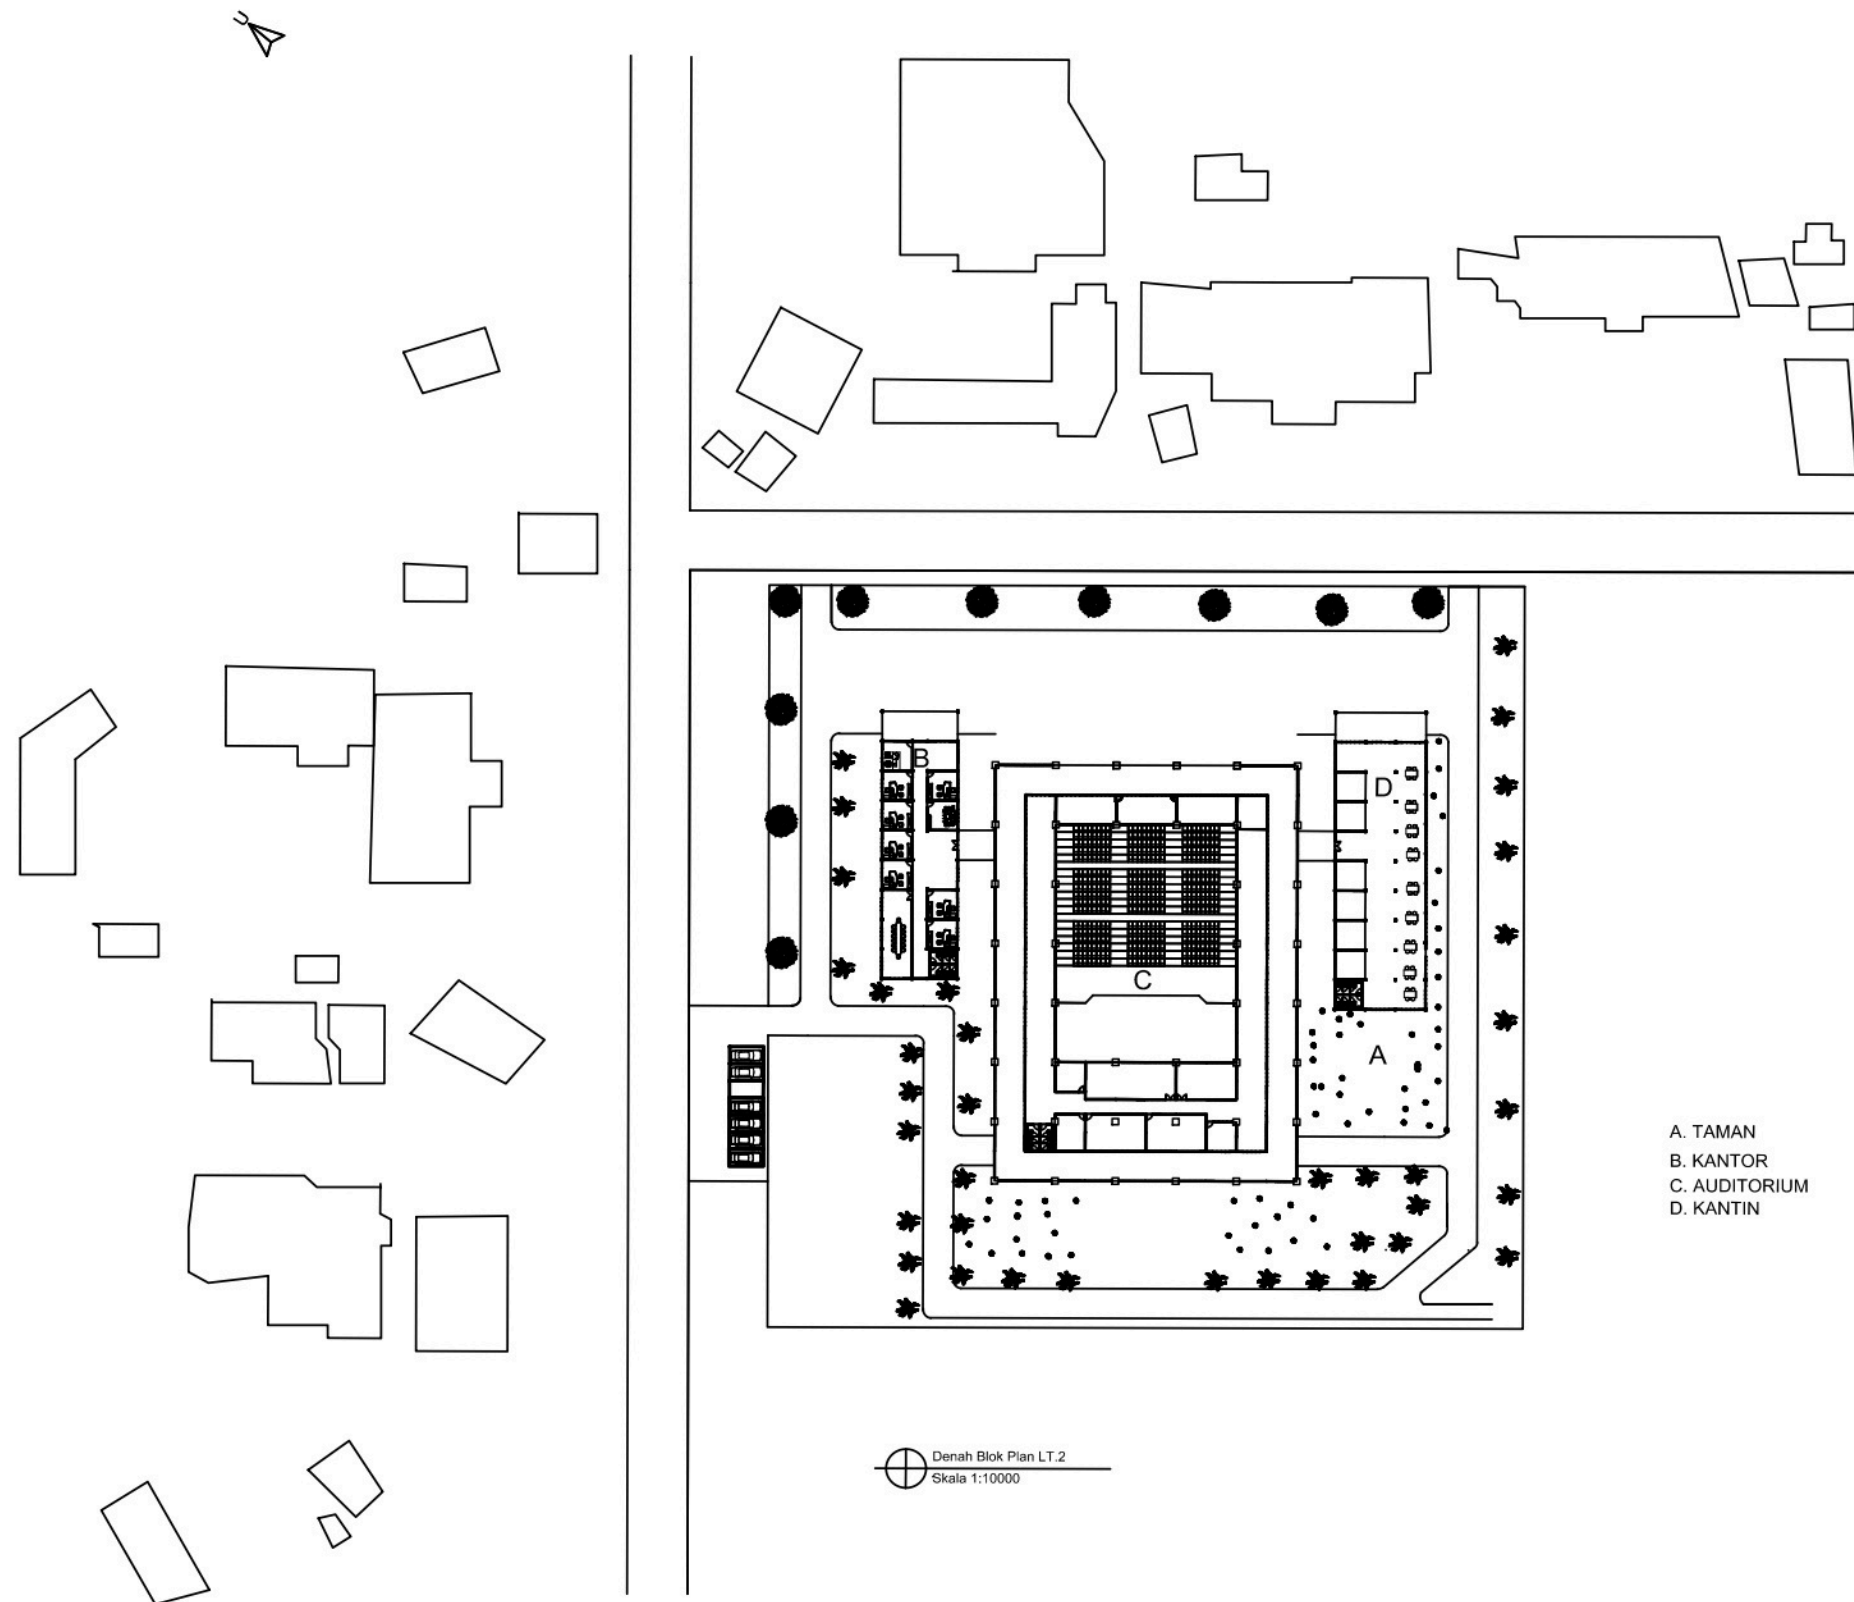 U
B
D
C
A
A. TAMAN
B. KANTOR
C. AUDITORIUM
D. KANTIN
Denah Blok Plan LT.2
Skala 1:10000